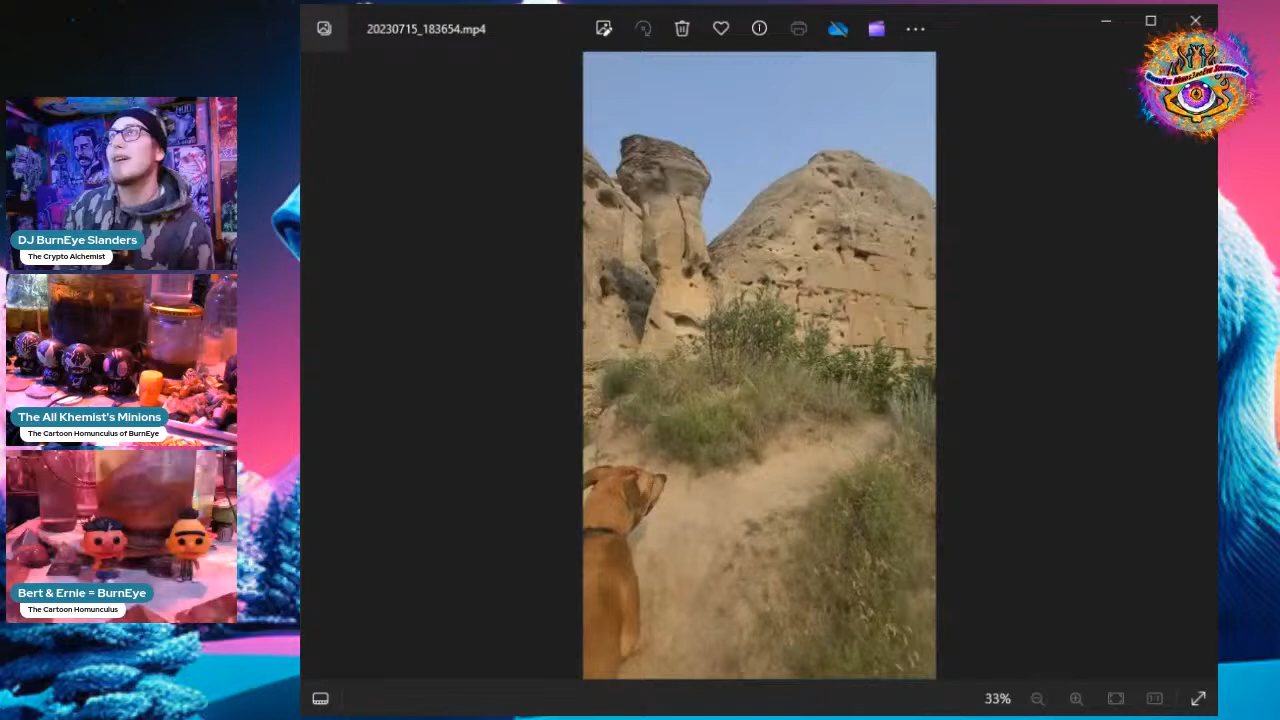 20230715_183654.mp4
DJ BurnEye Slanders
The Crypto Alchemist
The All Khemist's Minions
The Cartoon Homunculus of BurnEye
Bert & Ernie = BurnEye
The Cartoon Homunculus
33%